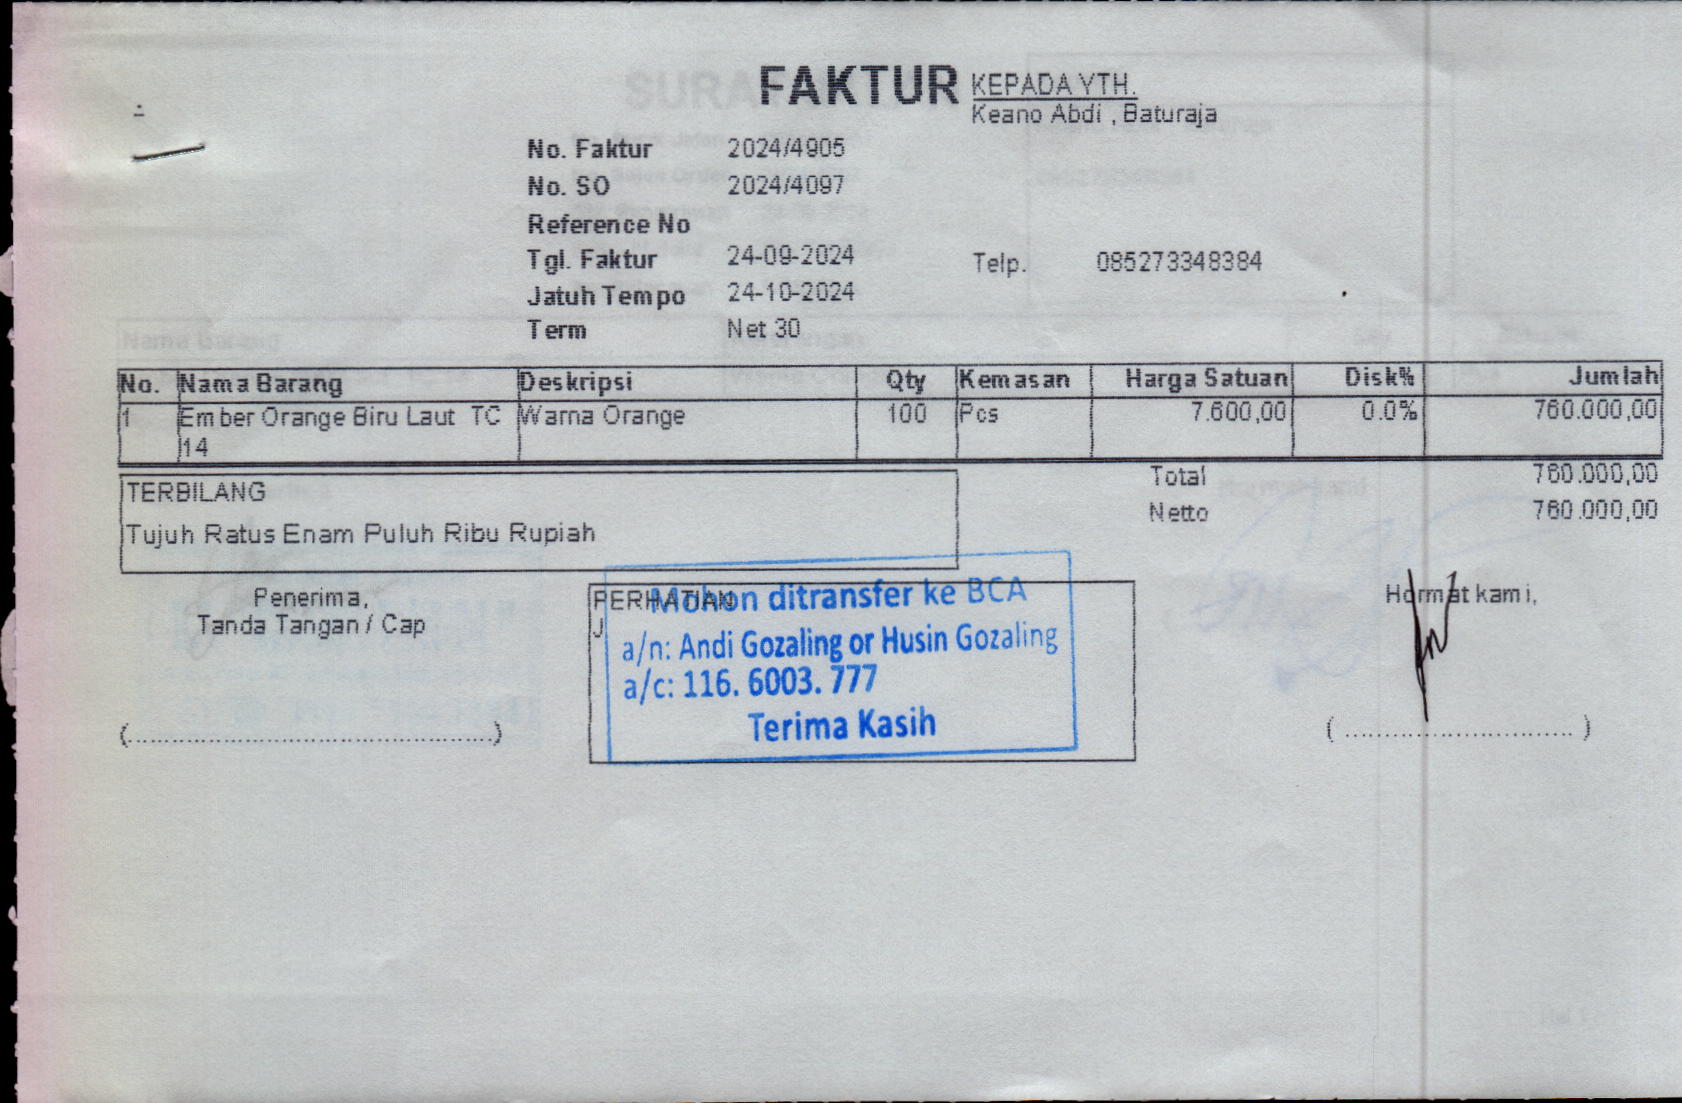 FAKTUR
KEPADA YTH.
Keano Abdi , Baturaja
No. Faktur 2024/4905
No. SO 2024/4097
Reference No
Tgl. Faktur 24-09-2024
Telp. 085273348384
Jatuh Tempo 24-10-2024
Term Net 30
No. Nama Barang Deskripsi Qty Kemasan Harga Satuan Disk% Jumlah
1 Ember Orange Biru Laut TC Warna Orange 100 Pcs 7.600,00 0.0% 760.000,00
14
Total 760.000,00
TERBILANG
Netto 760.000,00
Tujuh Ratus Enam Puluh Ribu Rupiah
Penerima,
Tanda Tangan / Cap
PERHATIAN
J
Mohon ditransfer ke BCA
a/n: Andi Gozaling or Husin Gozaling
a/c: 116. 6003. 777
Terima Kasih
Hormat kami,
(..........................................)
( .......................... )